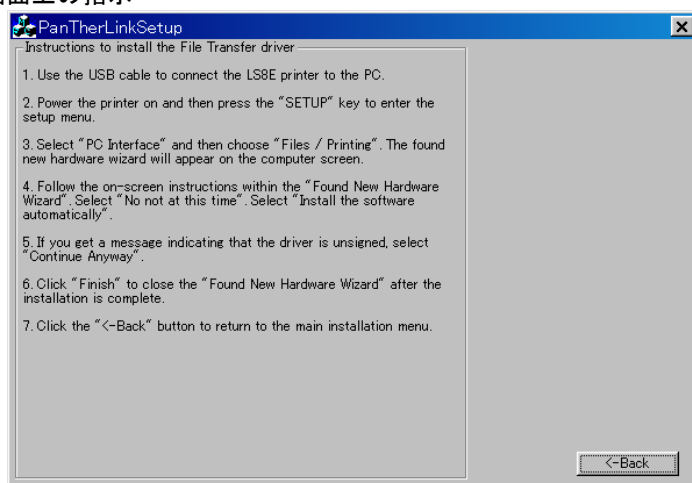 画面上の指示
PanTherLinkSetup
Instructions to install the File Transfer driver
1. Use the USB cable to connect the LS8E printer to the PC.
2. Power the printer on and then press the "SETUP" key to enter the
setup menu.
3. Select "PC Interface" and then choose "Files / Printing". The found
new hardware wizard will appear on the computer screen.
4. Follow the on-screen instructions within the "Found New Hardware
Wizard". Select "No not at this time". Select "Install the software
automatically".
5. If you get a message indicating that the driver is unsigned, select
"Continue Anyway".
6. Click "Finish" to close the "Found New Hardware Wizard" after the
installation is complete.
7. Click the "<-Back" button to return to the main installation menu.
<-Back